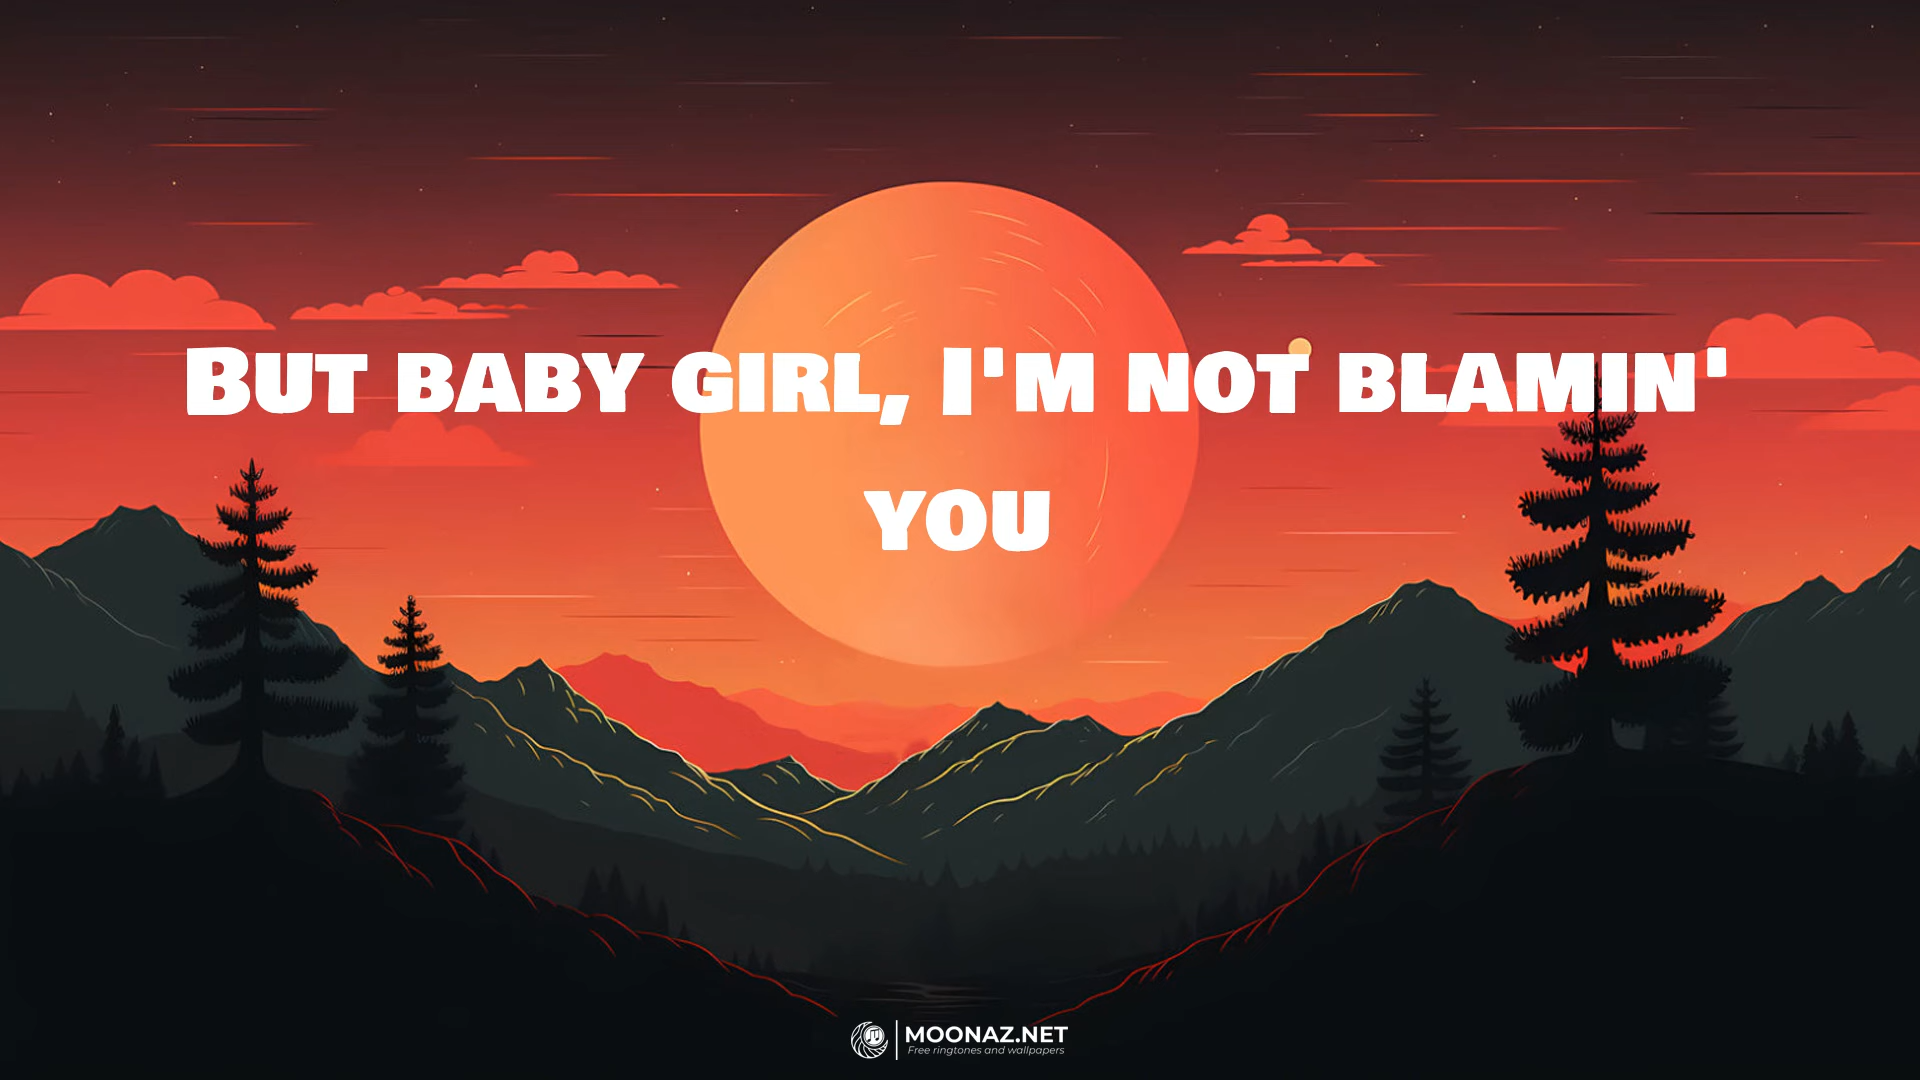 But baby girl, I'm not blamin'
you
MOONAZ.NET
Free ringtones and wallpapers